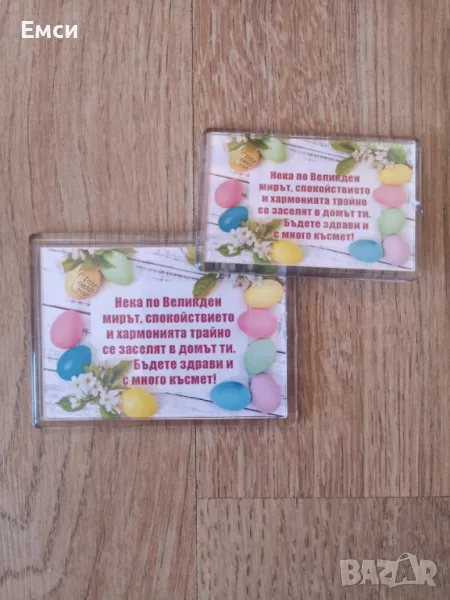 Емси
Нека по Великден
мирът, спокойствието
и хармонията трайно
се заселят в домът ти.
Бъдете здрави и
с много късмет!
Нека по Великден
мирът, спокойствието
и хармонията трайно
се заселят в домът ти.
Бъдете здрави и
с много късмет!
BAZAR